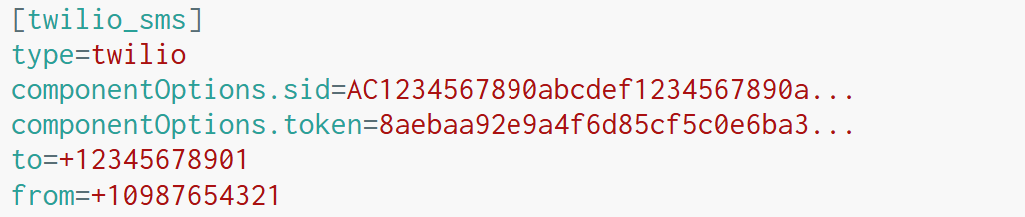 [twilio_sms]
type=twilio
componentOptions.sid=AC1234567890abcdef1234567890a...
componentOptions.token=8aebaa92e9a4f6d85cf5c0e6ba3...
to=+12345678901
from=+10987654321